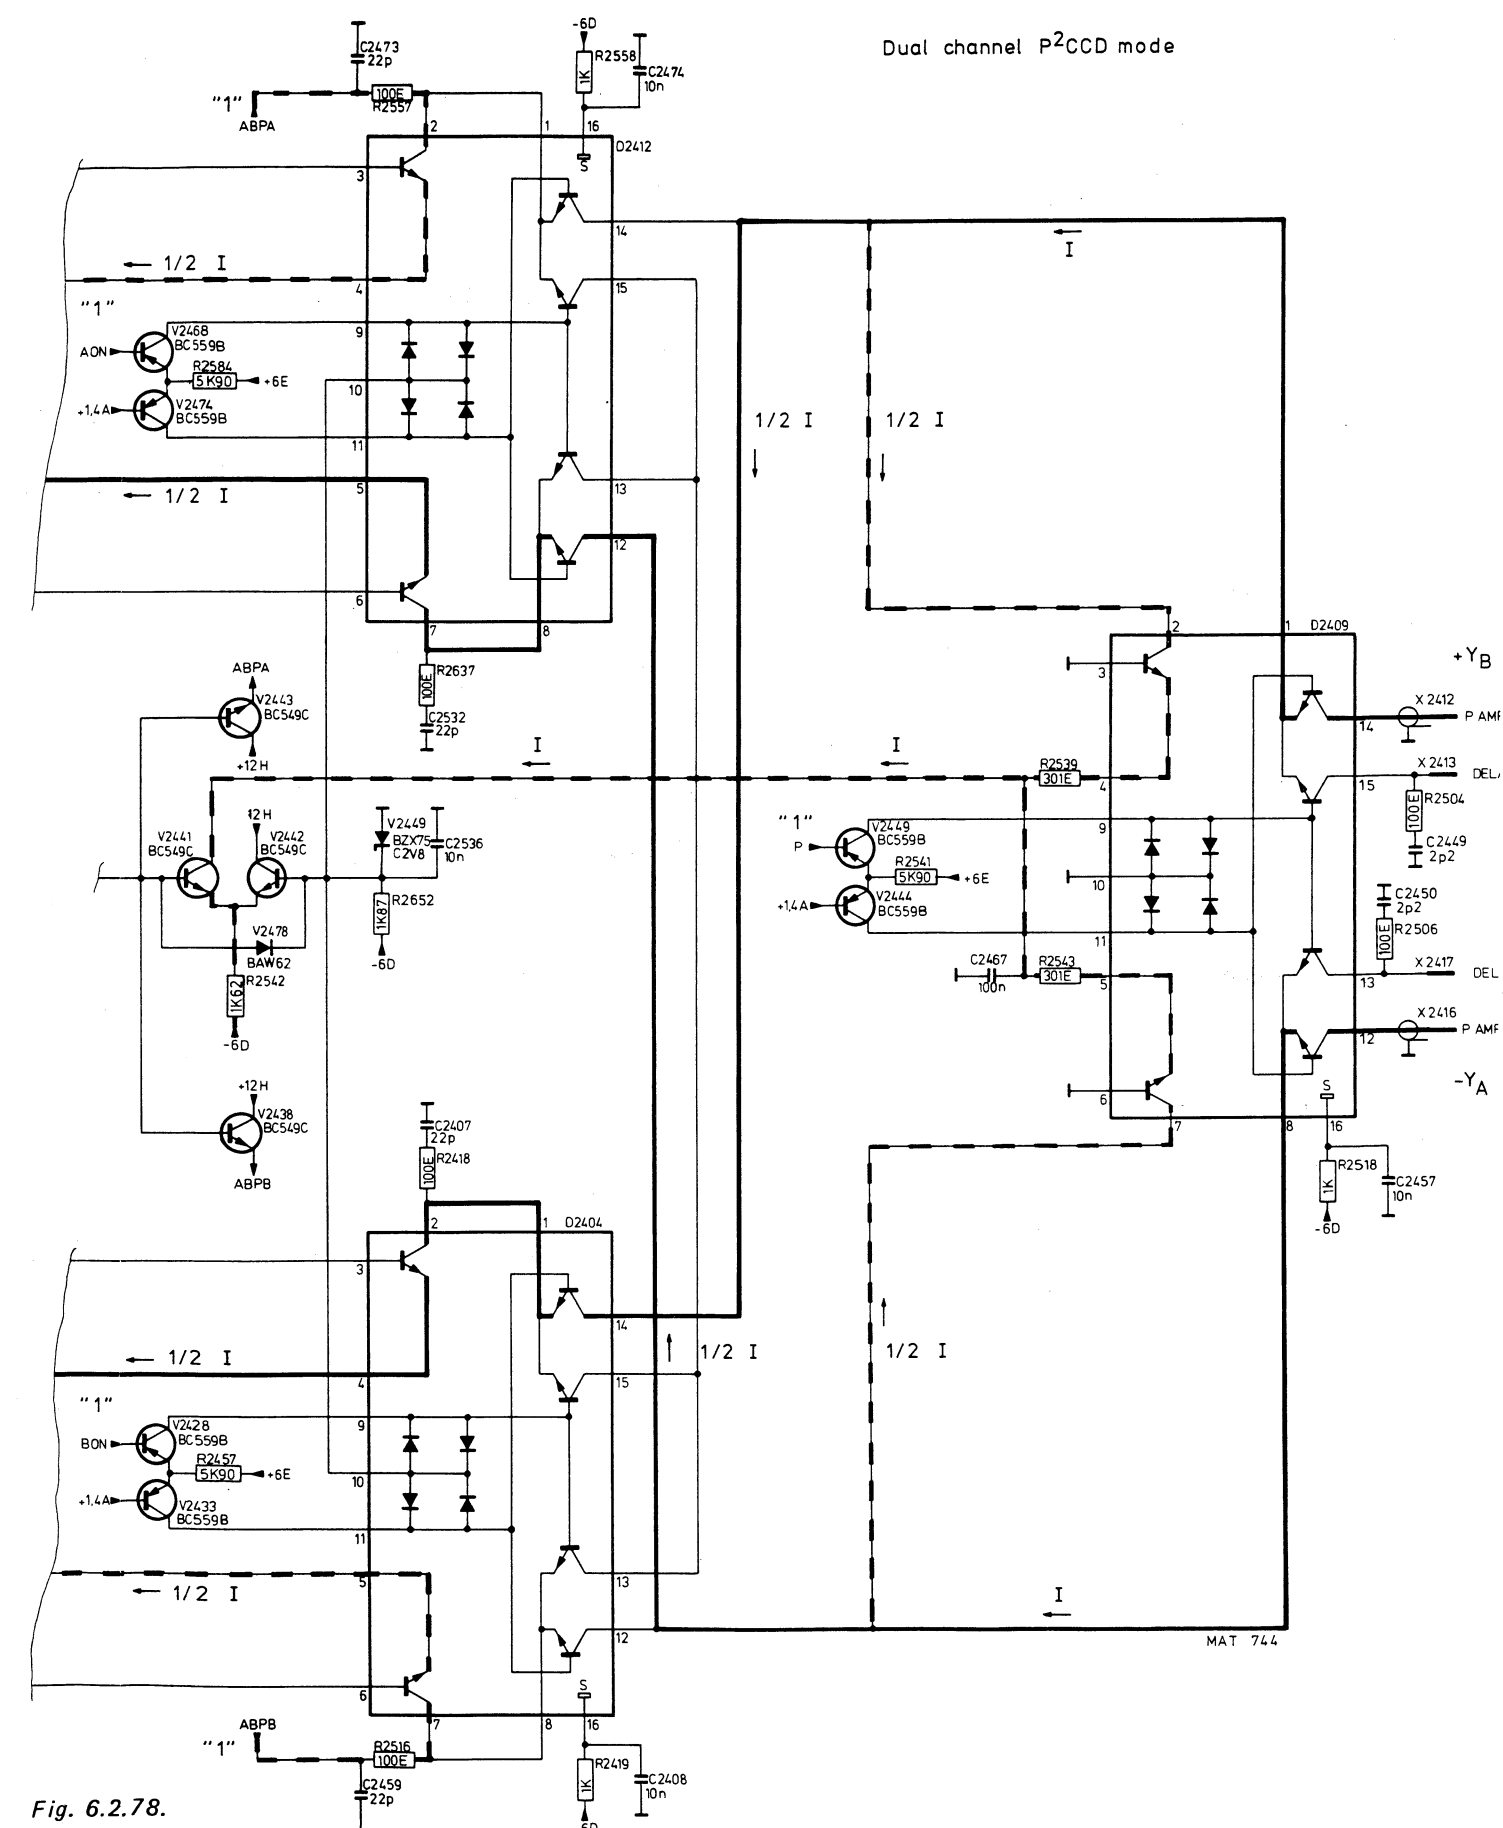 Dual channel P²CCD mode
C2473
22p
-6D
R2558
1K
C2474
10n
"1"
ABPA
100E
R2557
2
1
16
D2412
S
3
14
I
1/2 I
4
15
"1"
V2468
BC559B
AON
R2584
5K90
+6E
V2474
BC559B
+1,4A
9
10
11
1/2 I
1/2 I
5
1/2 I
13
12
6
7
8
R2637
100E
C2532
22p
ABPA
V2443
BC549C
+12H
I
I
2
1
D2409
3
+YB
X2412
P AMP
14
X2413
15
R2504
100E
C2449
2p2
R2539
301E
4
9
"1"
V2449
BC559B
P
R2541
5K90
+6E
V2444
BC559B
+1,4A
10
11
C2450
2p2
R2506
100E
12H
V2441
BC549C
V2442
BC549C
V2449
BZX75
C2V8
C2536
10n
R2652
1K87
-6D
V2478
BAW62
R2542
1K62
-6D
C2467
100n
R2543
301E
5
X2417
DEL
13
X2416
P AMP
12
-YA
6
7
8
S
16
R2518
1K
C2457
10n
-6D
+12H
V2438
BC549C
ABPB
C2407
22p
R2418
100E
2
1
D2404
3
14
1/2 I
4
1/2 I
1/2 I
15
"1"
V2428
BC559B
BON
R2457
5K90
+6E
V2433
BC559B
+1,4A
9
10
11
5
1/2 I
13
12
I
MAT 744
6
7
8
S
16
ABPB
"1"
R2516
100E
C2459
22p
R2419
1K
C2408
10n
6D
Fig. 6.2.78.